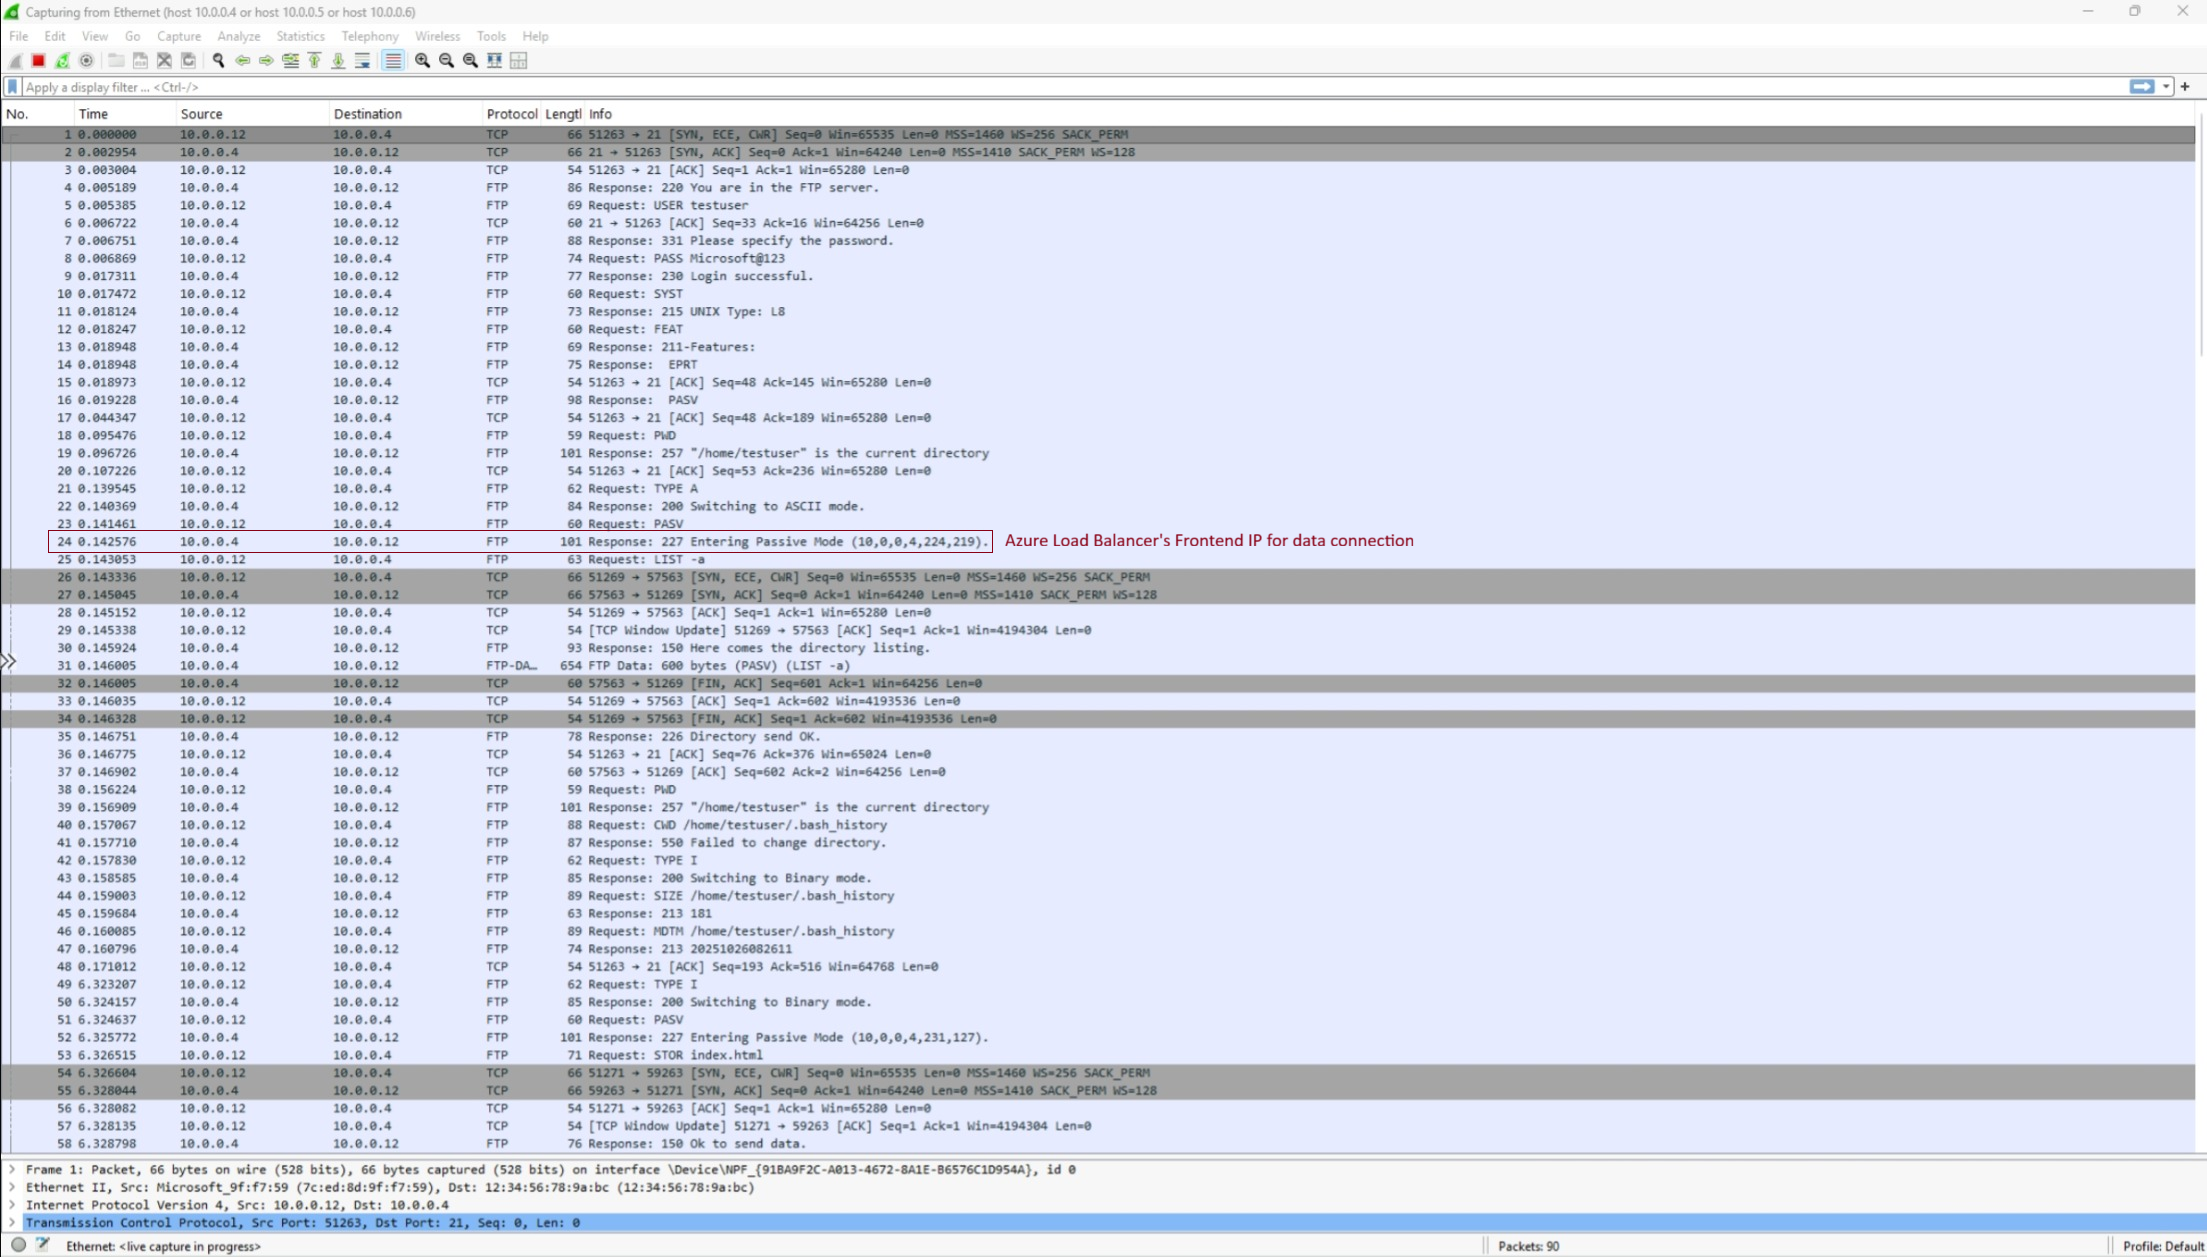 Capturing from Ethernet (host 10.0.0.4 or host 10.0.0.5 or host 10.0.0.6)
File Edit View Go Capture Analyze Statistics Telephony Wireless Tools Help
Apply a display filter ... <Ctrl-/>
No. Time Source Destination Protocol Lengtl Info
1 0.000000 10.0.0.12 10.0.0.4 TCP 66 51263 → 21 [SYN, ECE, CWR] Seq=0 Win=65535 Len=0 MSS=1460 WS=256 SACK_PERM
2 0.002954 10.0.0.4 10.0.0.12 TCP 66 21 → 51263 [SYN, ACK] Seq=0 Ack=1 Win=64240 Len=0 MSS=1410 SACK_PERM WS=128
3 0.003004 10.0.0.12 10.0.0.4 TCP 54 51263 → 21 [ACK] Seq=1 Ack=1 Win=65280 Len=0
4 0.005189 10.0.0.4 10.0.0.12 FTP 86 Response: 220 You are in the FTP server.
5 0.005385 10.0.0.12 10.0.0.4 FTP 69 Request: USER testuser
6 0.006722 10.0.0.4 10.0.0.12 TCP 60 21 → 51263 [ACK] Seq=33 Ack=16 Win=64256 Len=0
7 0.006751 10.0.0.4 10.0.0.12 FTP 88 Response: 331 Please specify the password.
8 0.006869 10.0.0.12 10.0.0.4 FTP 74 Request: PASS Microsoft@123
9 0.017311 10.0.0.4 10.0.0.12 FTP 77 Response: 230 Login successful.
10 0.017472 10.0.0.12 10.0.0.4 FTP 60 Request: SYST
11 0.018124 10.0.0.4 10.0.0.12 FTP 73 Response: 215 UNIX Type: L8
12 0.018247 10.0.0.12 10.0.0.4 FTP 60 Request: FEAT
13 0.018948 10.0.0.4 10.0.0.12 FTP 69 Response: 211-Features:
14 0.018948 10.0.0.4 10.0.0.12 FTP 75 Response: EPRT
15 0.018973 10.0.0.12 10.0.0.4 TCP 54 51263 → 21 [ACK] Seq=48 Ack=145 Win=65280 Len=0
16 0.019228 10.0.0.4 10.0.0.12 FTP 98 Response: PASV
17 0.044347 10.0.0.12 10.0.0.4 TCP 54 51263 → 21 [ACK] Seq=48 Ack=189 Win=65280 Len=0
18 0.095476 10.0.0.12 10.0.0.4 FTP 59 Request: PWD
19 0.096726 10.0.0.4 10.0.0.12 FTP 101 Response: 257 "/home/testuser" is the current directory
20 0.107226 10.0.0.12 10.0.0.4 TCP 54 51263 → 21 [ACK] Seq=53 Ack=236 Win=65280 Len=0
21 0.139545 10.0.0.12 10.0.0.4 FTP 62 Request: TYPE A
22 0.140369 10.0.0.4 10.0.0.12 FTP 84 Response: 200 Switching to ASCII mode.
23 0.141461 10.0.0.12 10.0.0.4 FTP 60 Request: PASV
24 0.142576 10.0.0.4 10.0.0.12 FTP 101 Response: 227 Entering Passive Mode (10,0,0,4,224,219). Azure Load Balancer's Frontend IP for data connection
25 0.143053 10.0.0.12 10.0.0.4 FTP 63 Request: LIST -a
26 0.143336 10.0.0.12 10.0.0.4 TCP 66 51269 → 57563 [SYN, ECE, CWR] Seq=0 Win=65535 Len=0 MSS=1460 WS=256 SACK_PERM
27 0.145045 10.0.0.4 10.0.0.12 TCP 66 57563 → 51269 [SYN, ACK] Seq=0 Ack=1 Win=64240 Len=0 MSS=1410 SACK_PERM WS=128
28 0.145152 10.0.0.12 10.0.0.4 TCP 54 51269 → 57563 [ACK] Seq=1 Ack=1 Win=65280 Len=0
29 0.145338 10.0.0.12 10.0.0.4 TCP 54 [TCP Window Update] 51269 → 57563 [ACK] Seq=1 Ack=1 Win=4194304 Len=0
30 0.145924 10.0.0.4 10.0.0.12 FTP 93 Response: 150 Here comes the directory listing.
31 0.146005 10.0.0.4 10.0.0.12 FTP-DA… 654 FTP Data: 600 bytes (PASV) (LIST -a)
32 0.146005 10.0.0.4 10.0.0.12 TCP 60 57563 → 51269 [FIN, ACK] Seq=601 Ack=1 Win=64256 Len=0
33 0.146035 10.0.0.12 10.0.0.4 TCP 54 51269 → 57563 [ACK] Seq=1 Ack=602 Win=4193536 Len=0
34 0.146328 10.0.0.12 10.0.0.4 TCP 54 51269 → 57563 [FIN, ACK] Seq=1 Ack=602 Win=4193536 Len=0
35 0.146751 10.0.0.4 10.0.0.12 FTP 78 Response: 226 Directory send OK.
36 0.146775 10.0.0.12 10.0.0.4 TCP 54 51263 → 21 [ACK] Seq=76 Ack=376 Win=65024 Len=0
37 0.146902 10.0.0.4 10.0.0.12 TCP 60 57563 → 51269 [ACK] Seq=602 Ack=2 Win=64256 Len=0
38 0.156224 10.0.0.12 10.0.0.4 FTP 59 Request: PWD
39 0.156909 10.0.0.4 10.0.0.12 FTP 101 Response: 257 "/home/testuser" is the current directory
40 0.157067 10.0.0.12 10.0.0.4 FTP 88 Request: CWD /home/testuser/.bash_history
41 0.157710 10.0.0.4 10.0.0.12 FTP 87 Response: 550 Failed to change directory.
42 0.157830 10.0.0.12 10.0.0.4 FTP 62 Request: TYPE I
43 0.158585 10.0.0.4 10.0.0.12 FTP 85 Response: 200 Switching to Binary mode.
44 0.159003 10.0.0.12 10.0.0.4 FTP 89 Request: SIZE /home/testuser/.bash_history
45 0.159684 10.0.0.4 10.0.0.12 FTP 63 Response: 213 181
46 0.160085 10.0.0.12 10.0.0.4 FTP 89 Request: MDTM /home/testuser/.bash_history
47 0.160796 10.0.0.4 10.0.0.12 FTP 74 Response: 213 20251026082611
48 0.171012 10.0.0.12 10.0.0.4 TCP 54 51263 → 21 [ACK] Seq=193 Ack=516 Win=64768 Len=0
49 6.323207 10.0.0.12 10.0.0.4 FTP 62 Request: TYPE I
50 6.324157 10.0.0.4 10.0.0.12 FTP 85 Response: 200 Switching to Binary mode.
51 6.324637 10.0.0.12 10.0.0.4 FTP 60 Request: PASV
52 6.325772 10.0.0.4 10.0.0.12 FTP 101 Response: 227 Entering Passive Mode (10,0,0,4,231,127).
53 6.326515 10.0.0.12 10.0.0.4 FTP 71 Request: STOR index.html
54 6.326604 10.0.0.12 10.0.0.4 TCP 66 51271 → 59263 [SYN, ECE, CWR] Seq=0 Win=65535 Len=0 MSS=1460 WS=256 SACK_PERM
55 6.328044 10.0.0.4 10.0.0.12 TCP 66 59263 → 51271 [SYN, ACK] Seq=0 Ack=1 Win=64240 Len=0 MSS=1410 SACK_PERM WS=128
56 6.328082 10.0.0.12 10.0.0.4 TCP 54 51271 → 59263 [ACK] Seq=1 Ack=1 Win=65280 Len=0
57 6.328135 10.0.0.12 10.0.0.4 TCP 54 [TCP Window Update] 51271 → 59263 [ACK] Seq=1 Ack=1 Win=4194304 Len=0
58 6.328798 10.0.0.4 10.0.0.12 FTP 76 Response: 150 Ok to send data.
Frame 1: Packet, 66 bytes on wire (528 bits), 66 bytes captured (528 bits) on interface \Device\NPF_{91BA9F2C-A013-4672-8A1E-B6576C1D954A}, id 0
Ethernet II, Src: Microsoft_9f:f7:59 (7c:ed:8d:9f:f7:59), Dst: 12:34:56:78:9a:bc (12:34:56:78:9a:bc)
Internet Protocol Version 4, Src: 10.0.0.12, Dst: 10.0.0.4
Transmission Control Protocol, Src Port: 51263, Dst Port: 21, Seq: 0, Len: 0
Ethernet: <live capture in progress> Packets: 90 Profile: Default